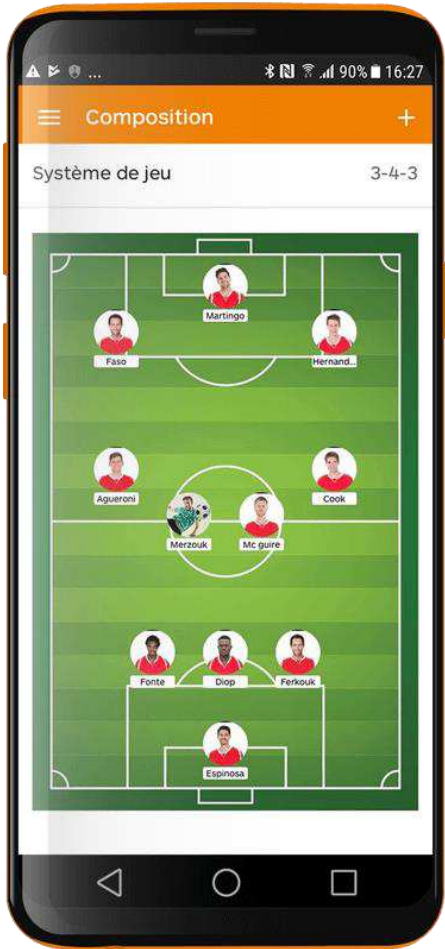 90% 16:27
Composition +
Système de jeu 3-4-3
Martingo
Faso Hernand...
Agueroni Cook
Merzouk Mc guire
Fonte Diop Ferkouk
Espinosa